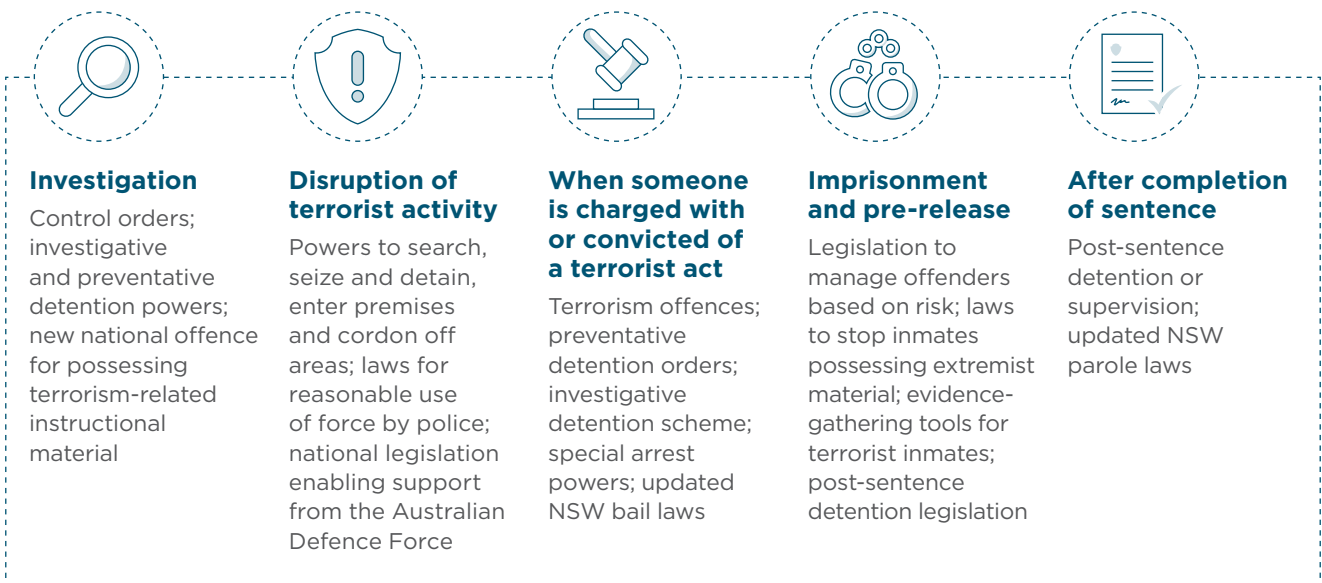 Investigation
Control orders;
investigative
and preventative
detention powers;
new national offence
for possessing
terrorism-related
instructional
material
Disruption of
terrorist activity
Powers to search,
seize and detain,
enter premises
and cordon off
areas; laws for
reasonable use
of force by police;
national legislation
enabling support
from the Australian
Defence Force
When someone
is charged with
or convicted of
a terrorist act
Terrorism offences;
preventative
detention orders;
investigative
detention scheme;
special arrest
powers; updated
NSW bail laws
Imprisonment
and pre-release
Legislation to
manage offenders
based on risk; laws
to stop inmates
possessing extremist
material; evidence-
gathering tools for
terrorist inmates;
post-sentence
detention legislation
After completion
of sentence
Post-sentence
detention or
supervision;
updated NSW
parole laws